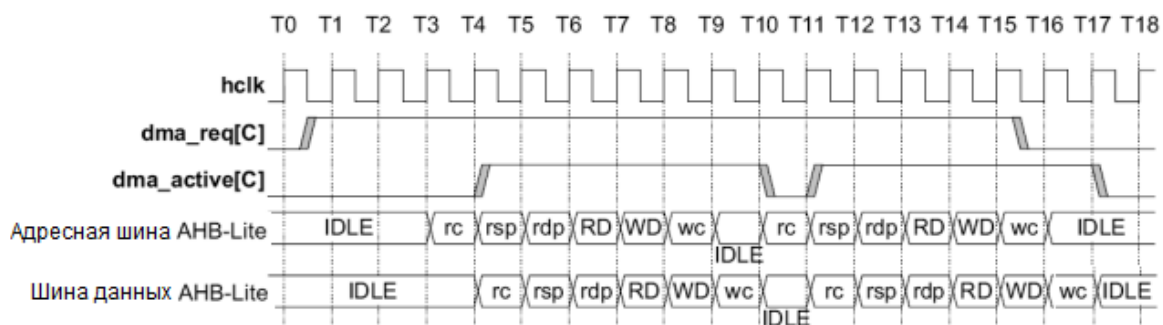 T0 T1 T2 T3 T4 T5 T6 T7 T8 T9 T10 T11 T12 T13 T14 T15 T16 T17 T18
hclk
dma_req[C]
dma_active[C]
Адресная шина AHB-Lite IDLE rc rsp rdp RD WD wc IDLE rc rsp rdp RD WD wc IDLE
Шина данных AHB-Lite IDLE rc rsp rdp RD WD wc IDLE rc rsp rdp RD WD wc IDLE